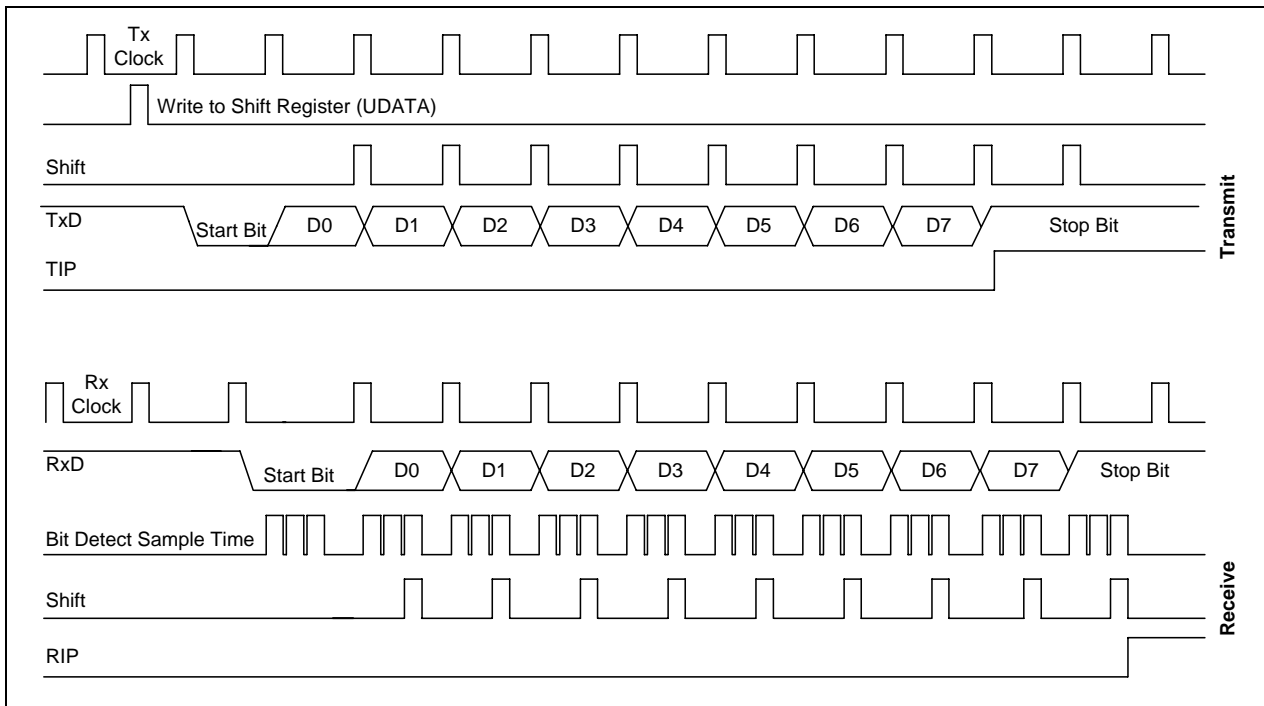 Tx
Clock
Write to Shift Register (UDATA)
Shift
TxD
Start Bit D0 D1 D2 D3 D4 D5 D6 D7 Stop Bit
TIP
Transmit
Rx
Clock
RxD
Start Bit D0 D1 D2 D3 D4 D5 D6 D7 Stop Bit
Bit Detect Sample Time
Shift
RIP
Receive